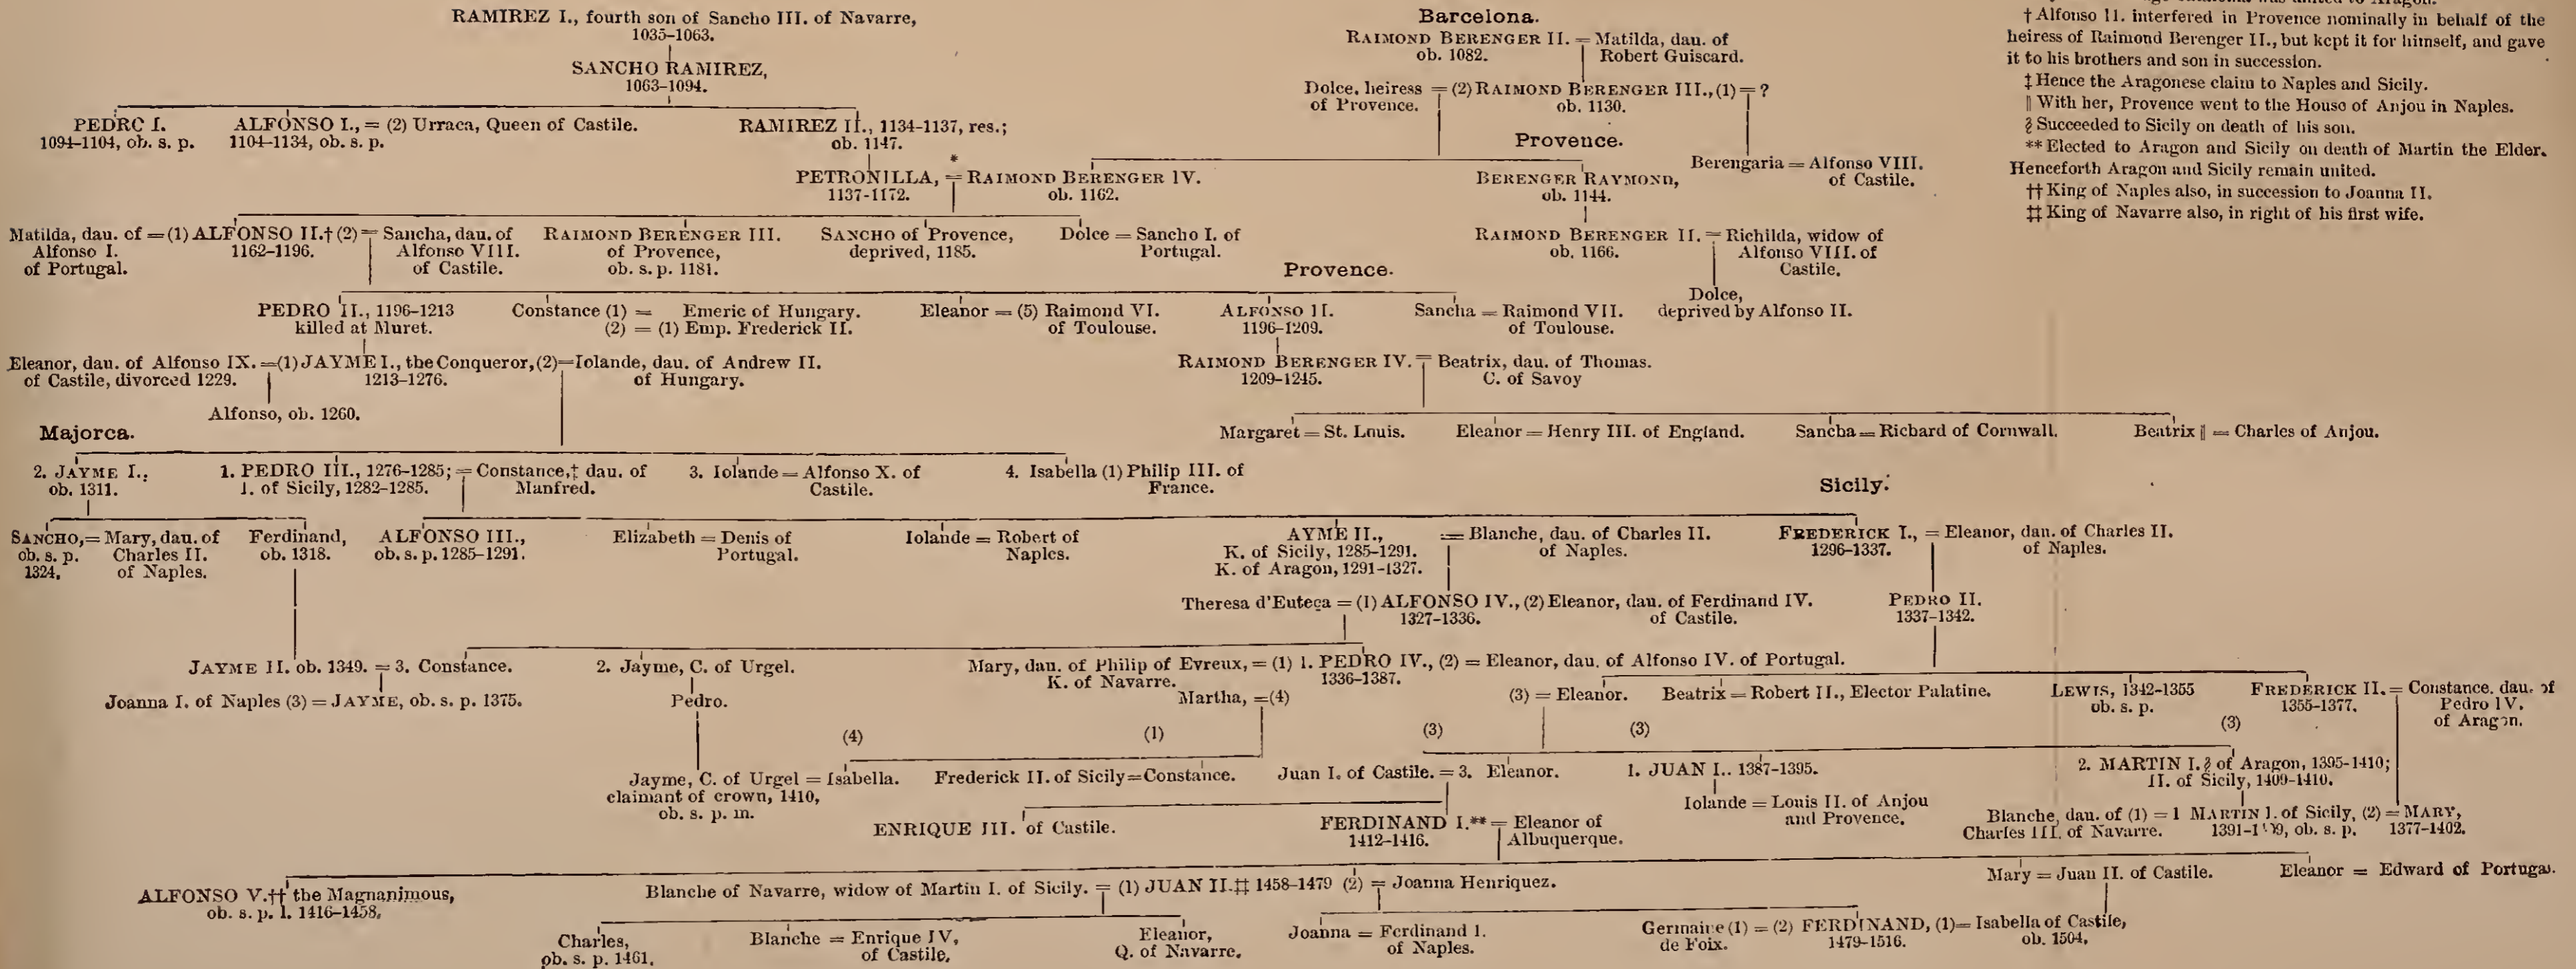 RAMIREZ I., fourth son of Sancho III. of Navarre,
1035-1063.
SANCHO RAMIREZ,
1063-1094.
PEDRO I.
1094-1104, ob. s. p.
ALFONSO I., = (2) Urraca, Queen of Castile.
1104-1134, ob. s. p.
RAMIREZ II., 1134-1137, res.;
ob. 1147.
Barcelona.
RAIMOND BERENGER II. = Matilda, dau. of
ob. 1082. Robert Guiscard.
Dolce, heiress = (2) RAIMOND BERENGER III., (1) = ?
of Provence. ob. 1130.
Provence.
Berengaria = Alfonso VIII.
of Castile.
was united to Aragon.
† Alfonso II. interfered in Provence nominally in behalf of the
heiress of Raimond Berenger II., but kept it for himself, and gave
it to his brothers and son in succession.
‡ Hence the Aragonese claim to Naples and Sicily.
‖ With her, Provence went to the House of Anjou in Naples.
§ Succeeded to Sicily on death of his son.
** Elected to Aragon and Sicily on death of Martin the Elder.
Henceforth Aragon and Sicily remain united.
†† King of Naples also, in succession to Joanna II.
‡‡ King of Navarre also, in right of his first wife.
*
PETRONILLA, = RAIMOND BERENGER IV.
1137-1172. ob. 1162.
BERENGER RAYMOND,
ob. 1144.
Matilda, dau. of = (1) ALFONSO II.† (2) = Sancha, dau. of
Alfonso I. 1162-1196. Alfonso VIII.
of Portugal. of Castile.
RAIMOND BERENGER III.
of Provence,
ob. s. p. 1181.
SANCHO of Provence,
deprived, 1185.
Dolce = Sancho I. of
Portugal.
RAIMOND BERENGER II. = Richilda, widow of
ob. 1166. Alfonso VIII. of
Castile.
Provence.
Dolce,
deprived by Alfonso II.
PEDRO II., 1196-1213
killed at Muret.
Constance (1) = Emeric of Hungary.
(2) = (1) Emp. Frederick II.
Eleanor = (5) Raimond VI.
of Toulouse.
ALFONSO II.
1196-1209.
Sancha = Raimond VII.
of Toulouse.
Eleanor, dau. of Alfonso IX. = (1) JAYME I., the Conqueror, (2) = Iolande, dau. of Andrew II.
of Castile, divorced 1229. 1213-1276. of Hungary.
RAIMOND BERENGER IV. = Beatrix, dau. of Thomas.
1209-1245. C. of Savoy
Alfonso, ob. 1260.
Margaret = St. Louis. Eleanor = Henry III. of England. Sancha = Richard of Cornwall. Beatrix ‖ = Charles of Anjou.
Majorca.
2. JAYME I.,
ob. 1311.
1. PEDRO III., 1276-1285; = Constance,‡ dau. of
I. of Sicily, 1282-1285. Manfred.
3. Iolande = Alfonso X. of
Castile.
4. Isabella (1) Philip III. of
France.
Sicily.
SANCHO, = Mary, dau. of
ob. s. p. Charles II.
1324. of Naples.
Ferdinand,
ob. 1318.
ALFONSO III.,
ob. s. p. 1285-1291.
Elizabeth = Denis of
Portugal.
Iolande = Robert of
Naples.
AYME II., = Blanche, dau. of Charles II.
K. of Sicily, 1285-1291. of Naples.
K. of Aragon, 1291-1327.
FREDERICK I., = Eleanor, dau. of Charles II.
1296-1337. of Naples.
Theresa d'Euteça = (1) ALFONSO IV., (2) Eleanor, dau. of Ferdinand IV.
1327-1336. of Castile.
PEDRO II.
1337-1342.
JAYME II. ob. 1349. = 3. Constance.
2. Jayme, C. of Urgel.
Mary, dau. of Philip of Evreux, = (1) 1. PEDRO IV., (2) = Eleanor, dau. of Alfonso IV. of Portugal.
K. of Navarre. 1336-1387.
Joanna I. of Naples (3) = JAYME, ob. s. p. 1375.
Pedro.
Martha, = (4)
(3) = Eleanor.
Beatrix = Robert II., Elector Palatine.
LEWIS, 1342-1355
ob. s. p.
FREDERICK II. = Constance, dau. of
1355-1377. Pedro IV.
of Aragon.
(4) (1) (3) (3) (3)
Jayme, C. of Urgel = Isabella.
claimant of crown, 1410,
ob. s. p. m.
Frederick II. of Sicily = Constance.
Juan I. of Castile. = 3. Eleanor.
1. JUAN I.. 1387-1395.
Iolande = Louis II. of Anjou
and Provence.
2. MARTIN I.§ of Aragon, 1395-1410;
II. of Sicily, 1409-1410.
Blanche, dau. of (1) = 1 MARTIN I. of Sicily, (2) = MARY,
Charles III. of Navarre. ob. s. p. 1377-1402.
ENRIQUE III. of Castile.
FERDINAND I.** = Eleanor of
1412-1416. Albuquerque.
ALFONSO V.†† the Magnanimous,
ob. s. p. l. 1416-1458.
Blanche of Navarre, widow of Martin I. of Sicily. = (1) JUAN II.‡‡ 1458-1479 (2) = Joanna Henriquez.
Mary = Juan II. of Castile.
Eleanor = Edward of Portugal.
Charles,
ob. s. p. 1461.
Blanche = Enrique IV,
of Castile.
Eleanor,
Q. of Navarre.
Joanna = Ferdinand I.
of Naples.
Germaine (1) = (2) FERDINAND, (1) = Isabella of Castile,
de Foix. 1479-1516. ob. 1504.